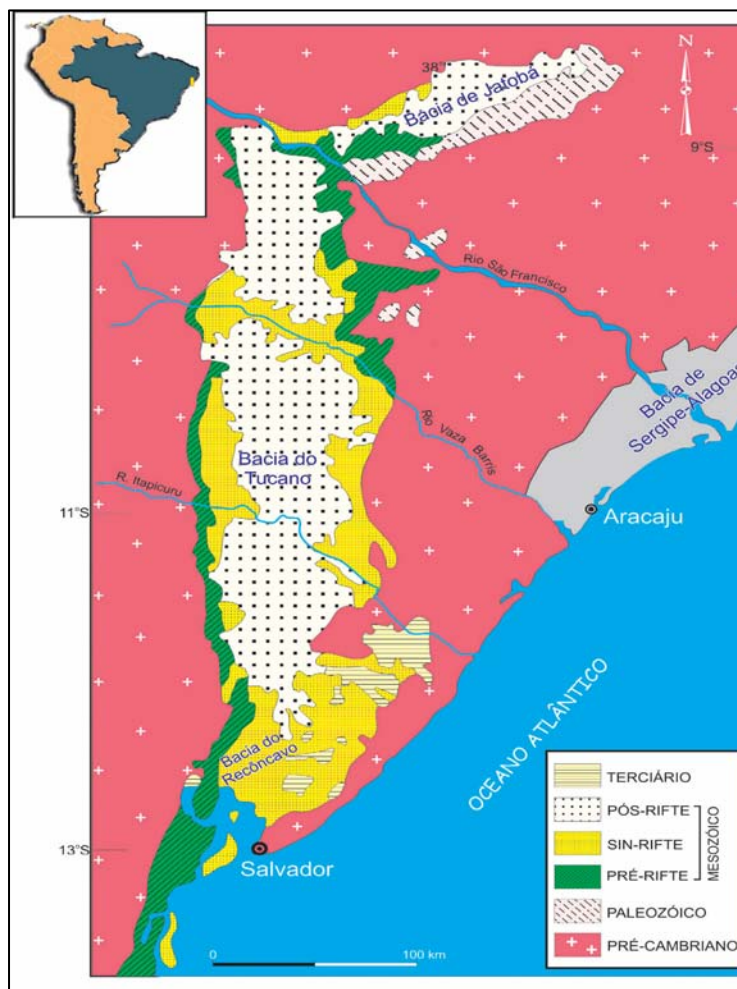 N
38°
Bacia de Jatobá
9°S
Rio São Francisco
Bacia de
Sergipe-Alagoas
Rio Vaza Barris
Bacia do
Tucano
R. Itapicuru
11°S
Aracaju
OCEANO ATLÂNTICO
Bacia do
Recôncavo
13°S
Salvador
0 100 km
TERCIÁRIO
PÓS-RIFTE
SIN-RIFTE
PRÉ-RIFTE
MESOZÓICO
PALEOZÓICO
PRÉ-CAMBRIANO